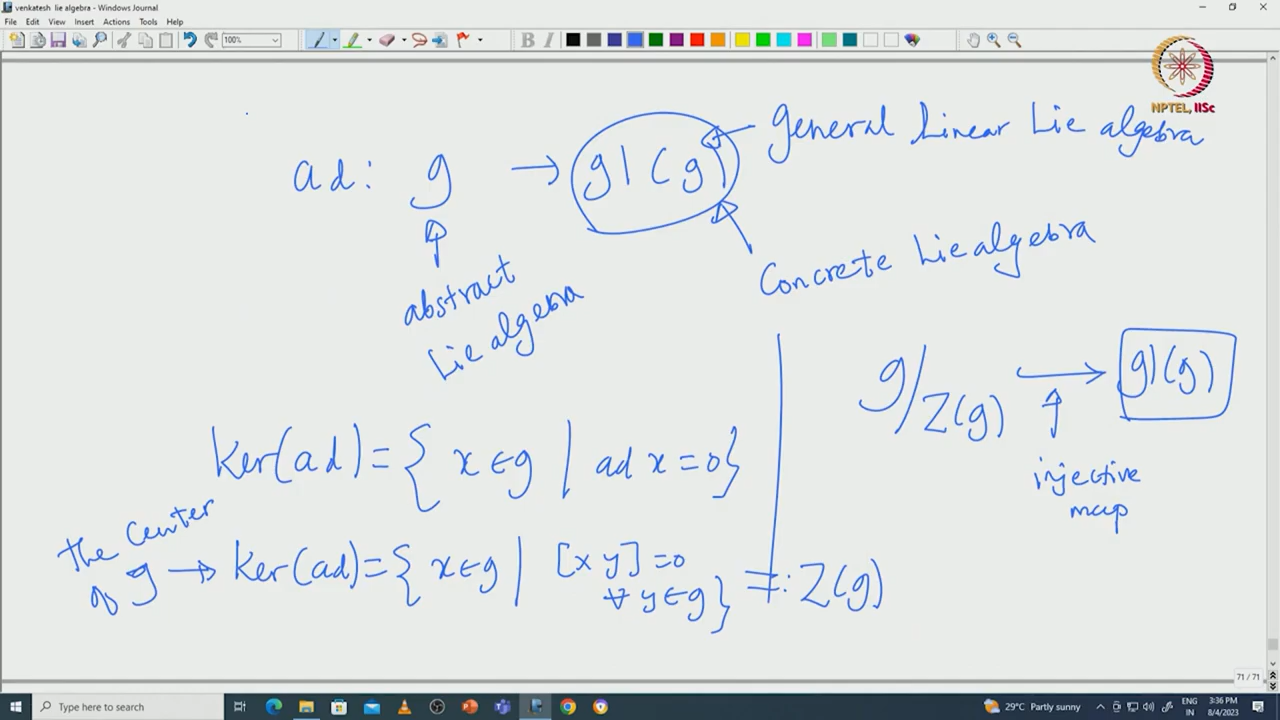 venkatesh lie algebra - Windows Journal
File Edit View Insert Actions Tools Help
100%
B I
NPTEL, IISc
ad: g → gl(g)
general Linear Lie algebra
Concrete Lie algebra
abstract
Lie algebra
g/Z(g) → gl(g)
injective
map
Ker(ad) = { x ∈ g | ad x = 0 }
the center
of g → Ker(ad) = { x ∈ g | [x y] = 0
∀ y ∈ g } =: Z(g)
71 / 71
Type here to search
29°C Partly sunny
ENG
IN
3:36 PM
8/4/2023